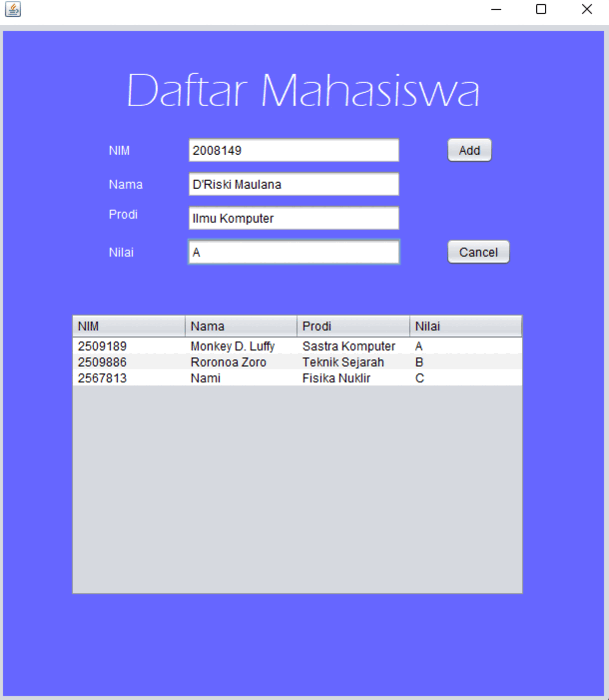 Daftar Mahasiswa
NIM 2008149 Add
Nama D'Riski Maulana
Prodi Ilmu Komputer
Nilai A Cancel
NIM Nama Prodi Nilai
2509189 Monkey D. Luffy Sastra Komputer A
2509886 Roronoa Zoro Teknik Sejarah B
2567813 Nami Fisika Nuklir C